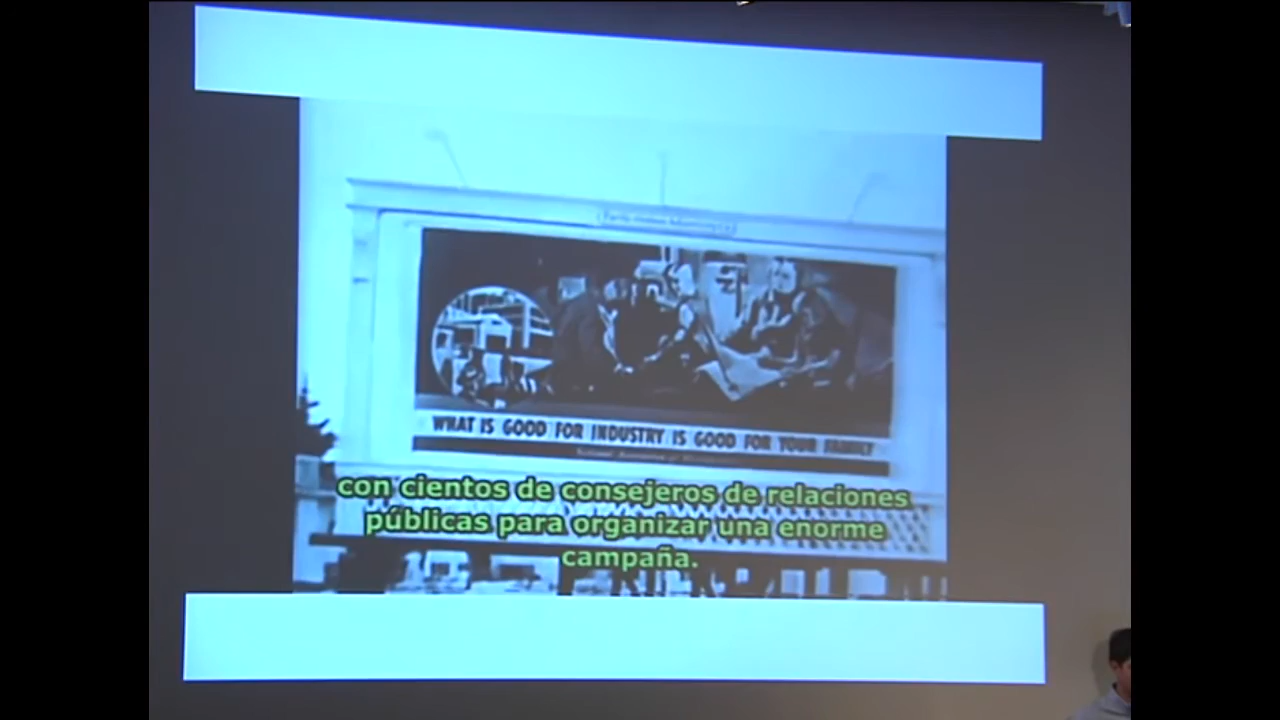 WHAT IS GOOD FOR INDUSTRY IS GOOD FOR YOUR FAMILY
con cientos de consejeros de relaciones
públicas para organizar una enorme
campaña.